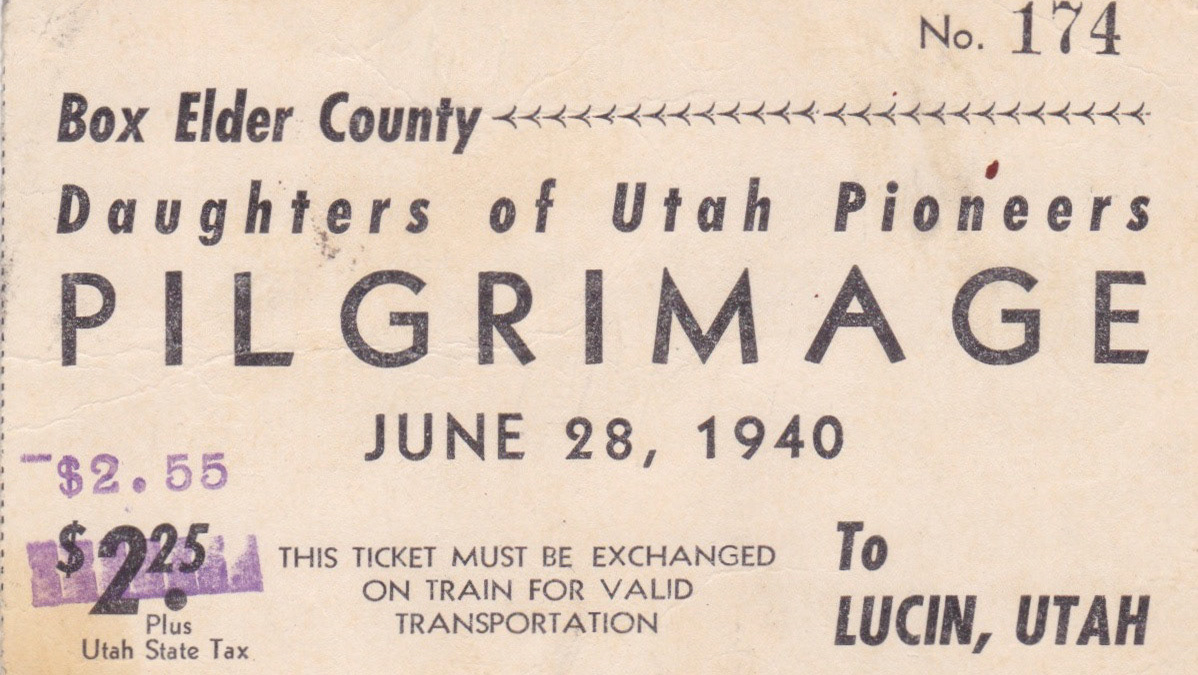 No. 174
Box Elder County
Daughters of Utah Pioneers
PILGRIMAGE
JUNE 28, 1940
$2.55
$2.25
Plus
Utah State Tax
THIS TICKET MUST BE EXCHANGED
ON TRAIN FOR VALID
TRANSPORTATION
To
LUCIN, UTAH